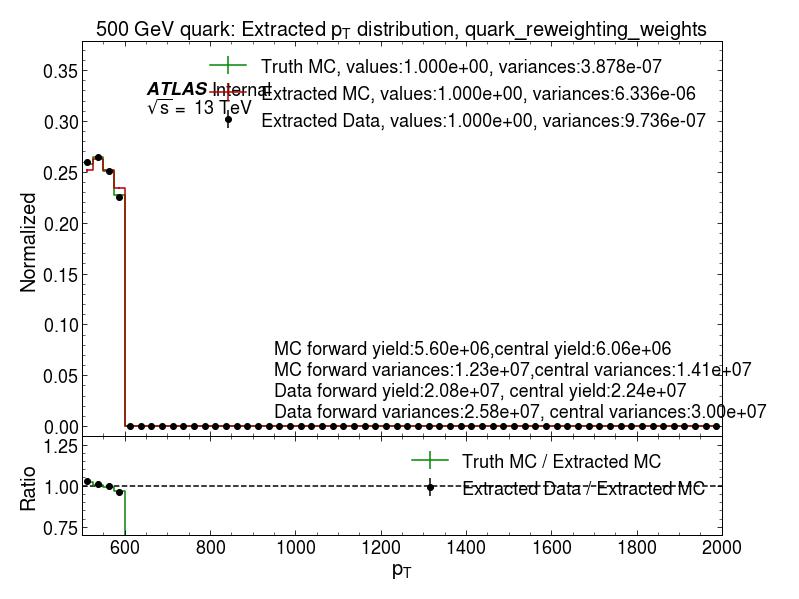 500 GeV quark: Extracted pT distribution, quark_reweighting_weights
Truth MC, values:1.000e+00, variances:3.878e-07
ATLAS Internal
Extracted MC, values:1.000e+00, variances:6.336e-06
√s = 13 TeV
Extracted Data, values:1.000e+00, variances:9.736e-07
0.35
0.30
0.25
0.20
0.15
0.10
0.05
0.00
Normalized
MC forward yield:5.60e+06,central yield:6.06e+06
MC forward variances:1.23e+07,central variances:1.41e+07
Data forward yield:2.08e+07, central yield:2.24e+07
Data forward variances:2.58e+07, central variances:3.00e+07
1.25
1.00
0.75
Ratio
Truth MC / Extracted MC
Extracted Data / Extracted MC
600 800 1000 1200 1400 1600 1800 2000
pT